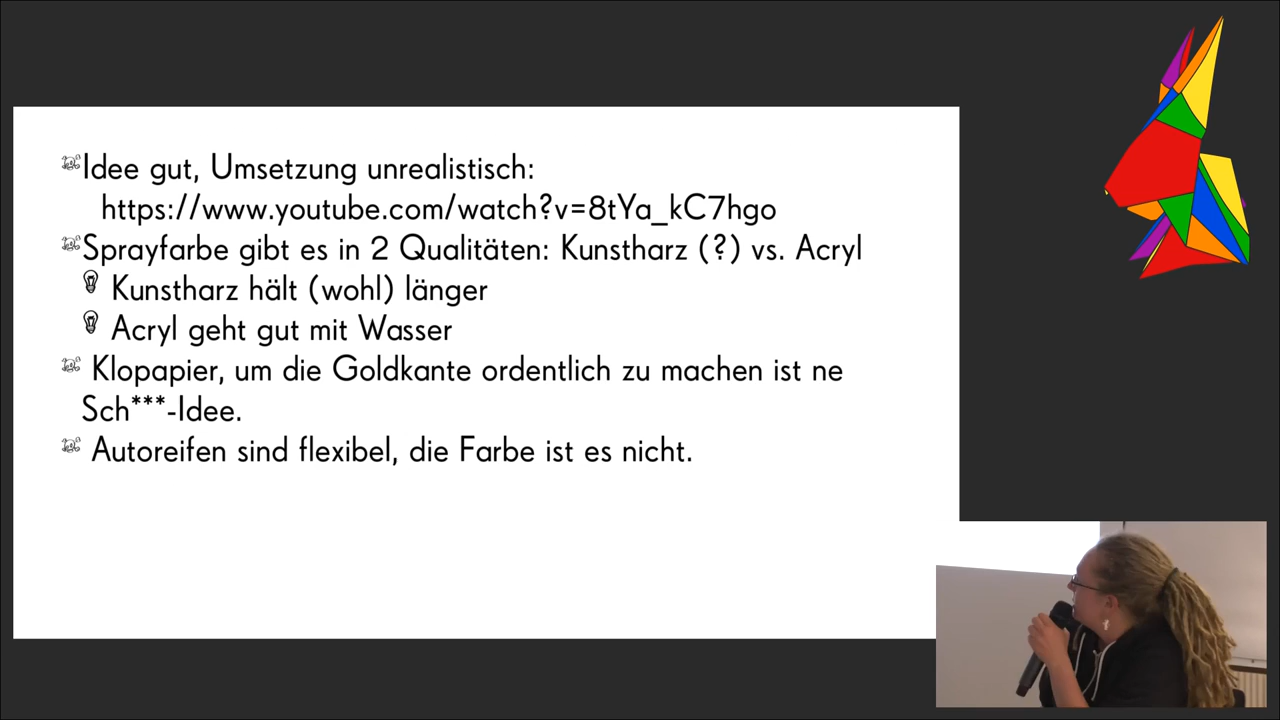 Idee gut, Umsetzung unrealistisch:
https://www.youtube.com/watch?v=8tYa_kC7hgo
Sprayfarbe gibt es in 2 Qualitäten: Kunstharz (?) vs. Acryl
Kunstharz hält (wohl) länger
Acryl geht gut mit Wasser
Klopapier, um die Goldkante ordentlich zu machen ist ne
Sch***-Idee.
Autoreifen sind flexibel, die Farbe ist es nicht.